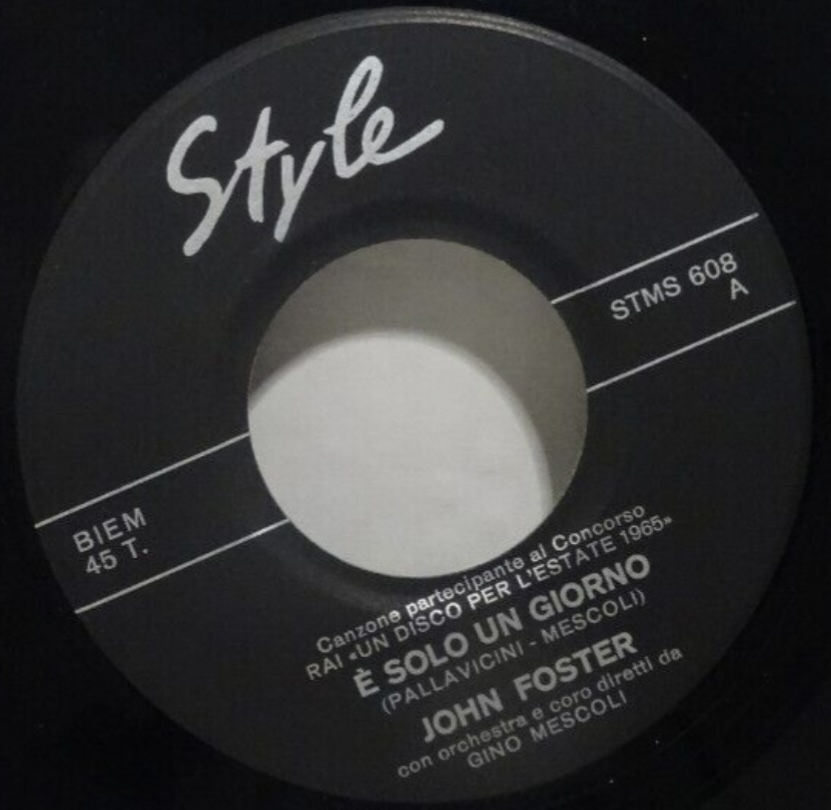 Style
STMS 608
A
BIEM
45 T.
Canzone partecipante al Concorso
RAI «UN DISCO PER L'ESTATE 1965»
È SOLO UN GIORNO
(PALLAVICINI - MESCOLI)
JOHN FOSTER
con orchestra e coro diretti da
GINO MESCOLI